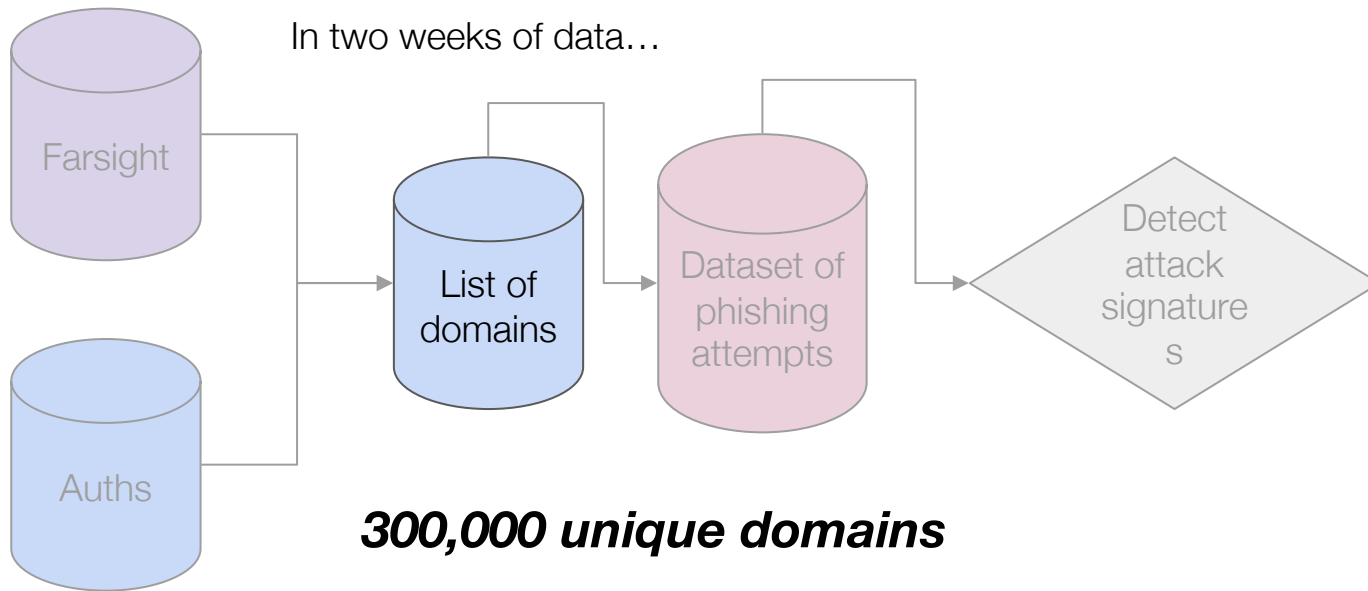 In two weeks of data…
Farsight
List of
domains
Dataset of
phishing
attempts
Detect
attack
signature
s
Auths
300,000 unique domains